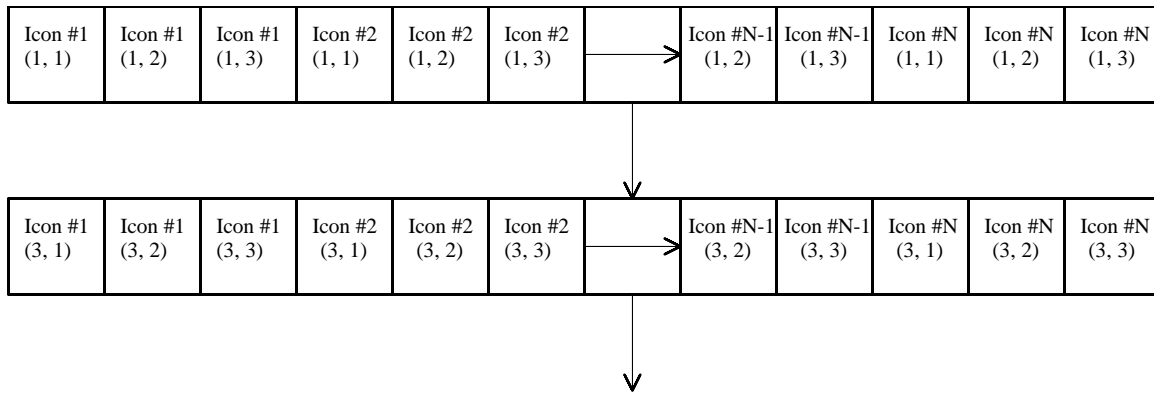 Icon #1 Icon #1 Icon #1 Icon #2 Icon #2 Icon #2 Icon #N-1 Icon #N-1 Icon #N Icon #N Icon #N
(1, 1) (1, 2) (1, 3) (1, 1) (1, 2) (1, 3) (1, 2) (1, 3) (1, 1) (1, 2) (1, 3)
Icon #1 Icon #1 Icon #1 Icon #2 Icon #2 Icon #2 Icon #N-1 Icon #N-1 Icon #N Icon #N Icon #N
(3, 1) (3, 2) (3, 3) (3, 1) (3, 2) (3, 3) (3, 2) (3, 3) (3, 1) (3, 2) (3, 3)